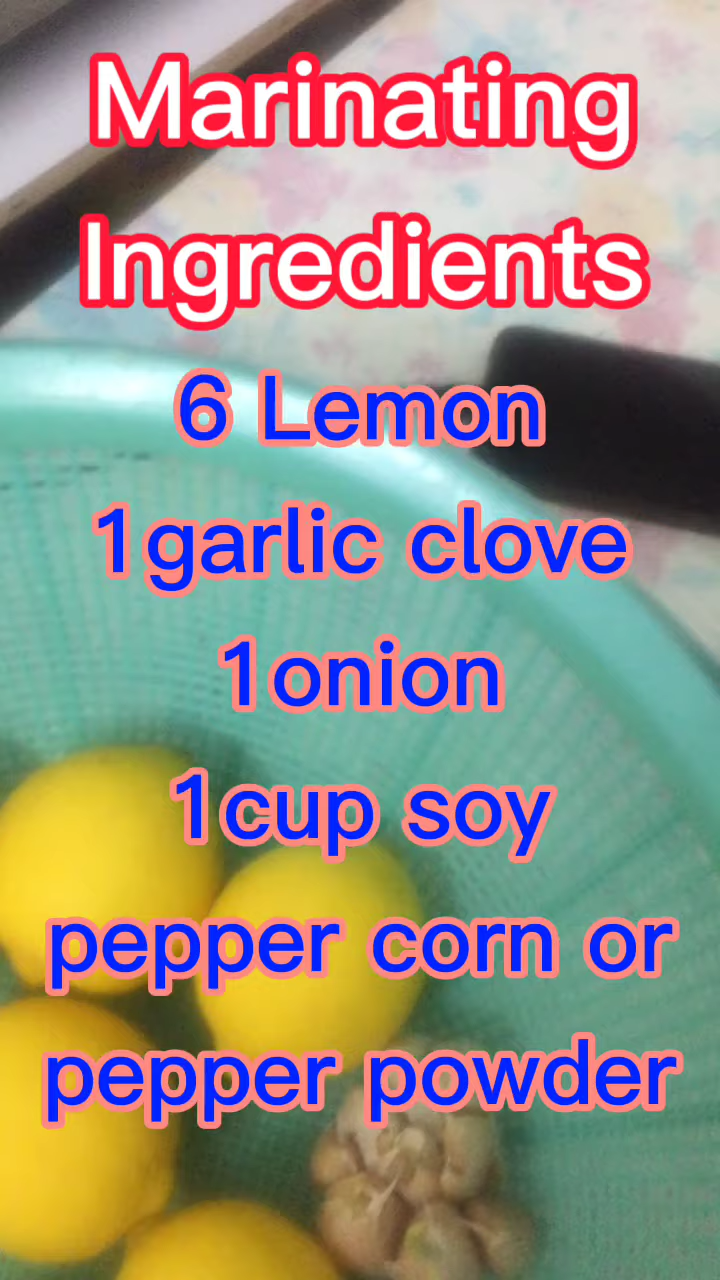 Marinating
Ingredients
6 Lemon
1garlic clove
1onion
1cup soy
pepper corn or
pepper powder